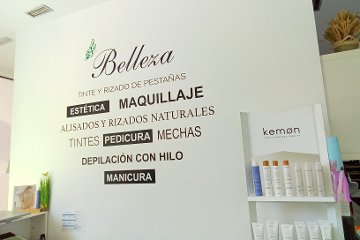 Belleza
TINTE Y RIZADO DE PESTAÑAS
ESTÉTICA MAQUILLAJE
ALISADOS Y RIZADOS NATURALES
TINTES PEDICURA MECHAS
DEPILACIÓN CON HILO
MANICURA
kemon